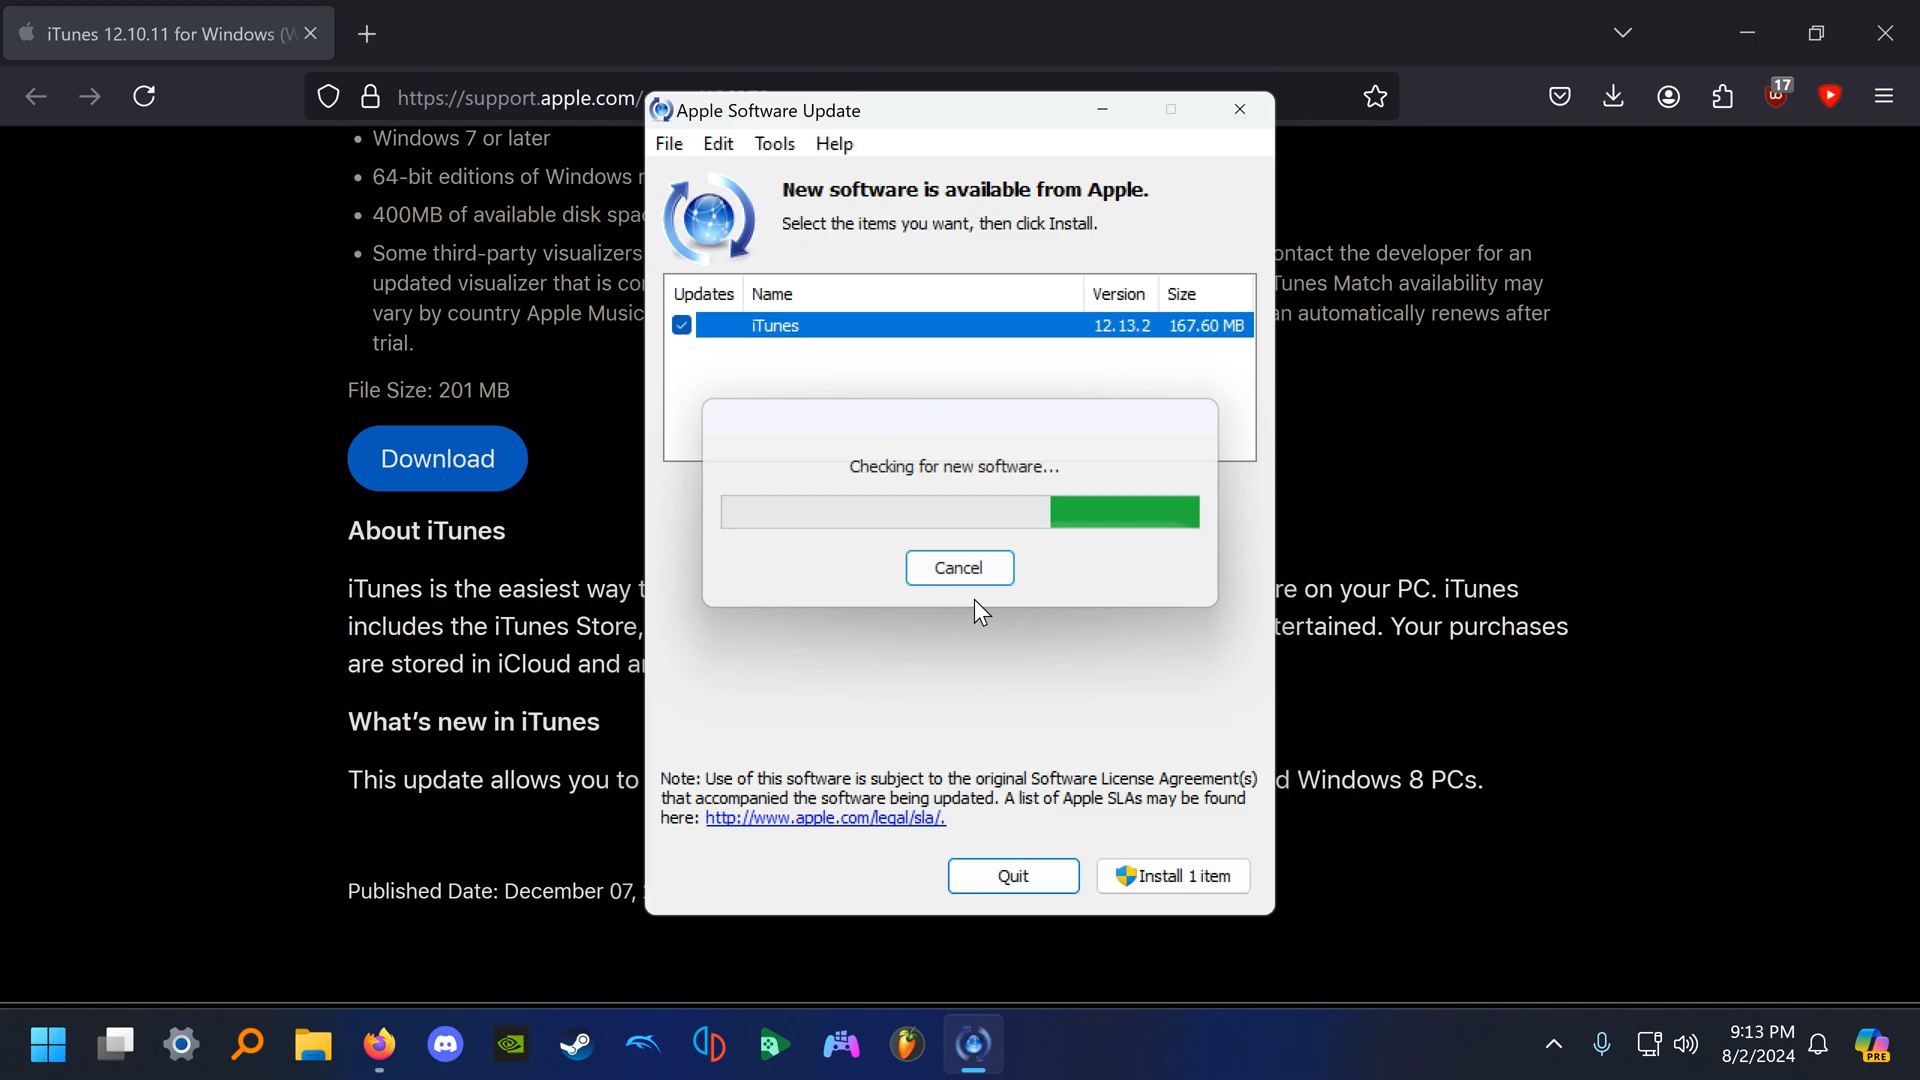 iTunes 12.10.11 for Windows (W
https://support.apple.com/
17
Windows 7 or later
64-bit editions of Windows r
400MB of available disk spa
Some third-party visualizers
ontact the developer for an
updated visualizer that is co
Tunes Match availability may
vary by country Apple Music
n automatically renews after
trial.
File Size: 201 MB
Download
About iTunes
iTunes is the easiest way t
re on your PC. iTunes
includes the iTunes Store,
tertained. Your purchases
are stored in iCloud and a
What’s new in iTunes
This update allows you to
d Windows 8 PCs.
Published Date: December 07,
Apple Software Update
File Edit Tools Help
New software is available from Apple.
Select the items you want, then click Install.
Updates Name Version Size
iTunes 12.13.2 167.60 MB
Checking for new software...
Cancel
Note: Use of this software is subject to the original Software License Agreement(s)
that accompanied the software being updated. A list of Apple SLAs may be found
here: http://www.apple.com/legal/sla/.
Quit Install 1 item
9:13 PM
8/2/2024
PRE